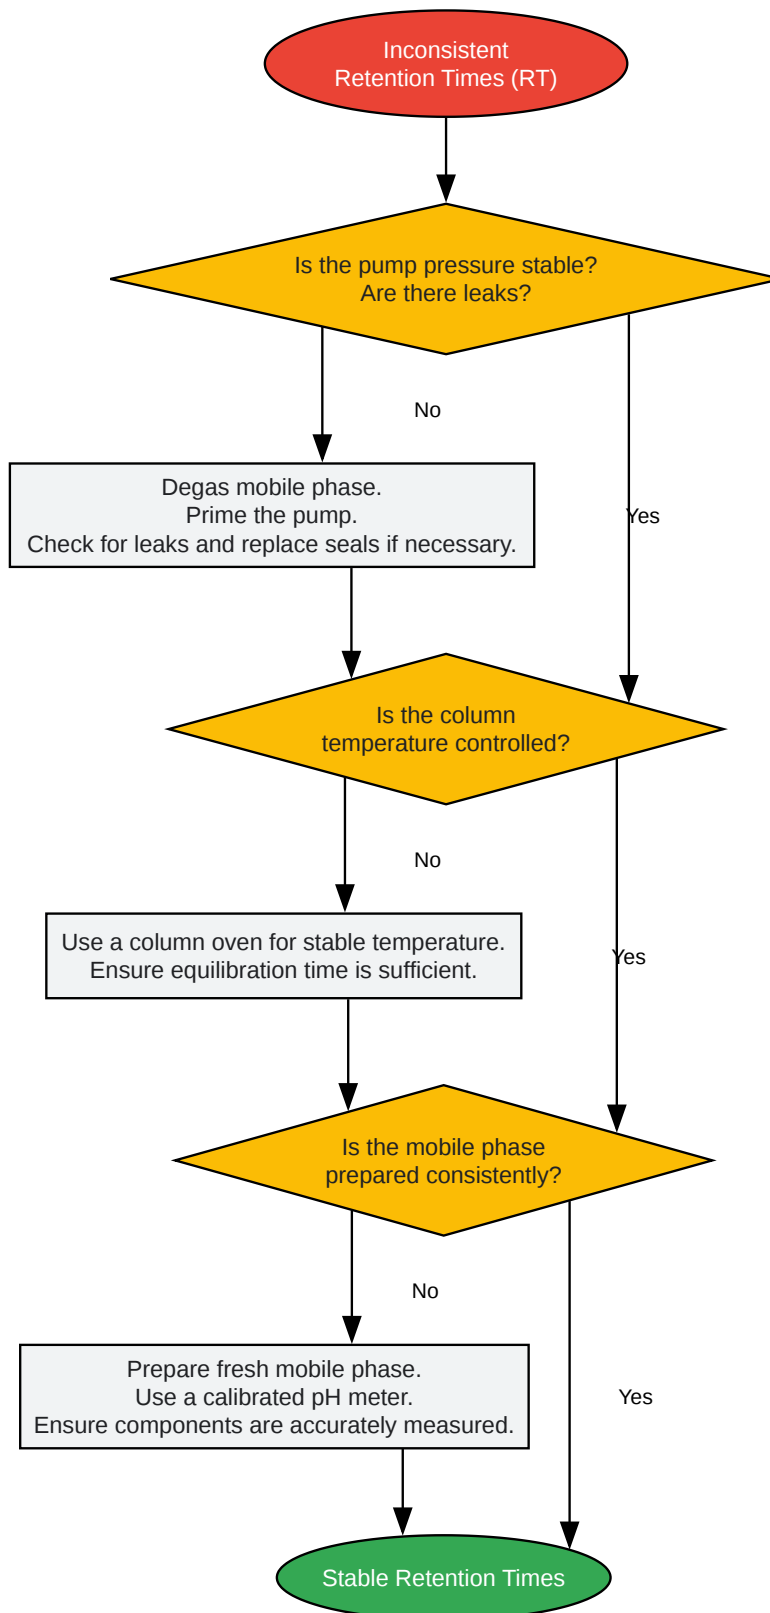 Inconsistent
Retention Times (RT)
Is the pump pressure stable?
Are there leaks?
No
Degas mobile phase.
Prime the pump.
Check for leaks and replace seals if necessary.
Yes
Is the column
temperature controlled?
No
Use a column oven for stable temperature.
Ensure equilibration time is sufficient.
Yes
Is the mobile phase
prepared consistently?
No
Prepare fresh mobile phase.
Use a calibrated pH meter.
Ensure components are accurately measured.
Yes
Stable Retention Times